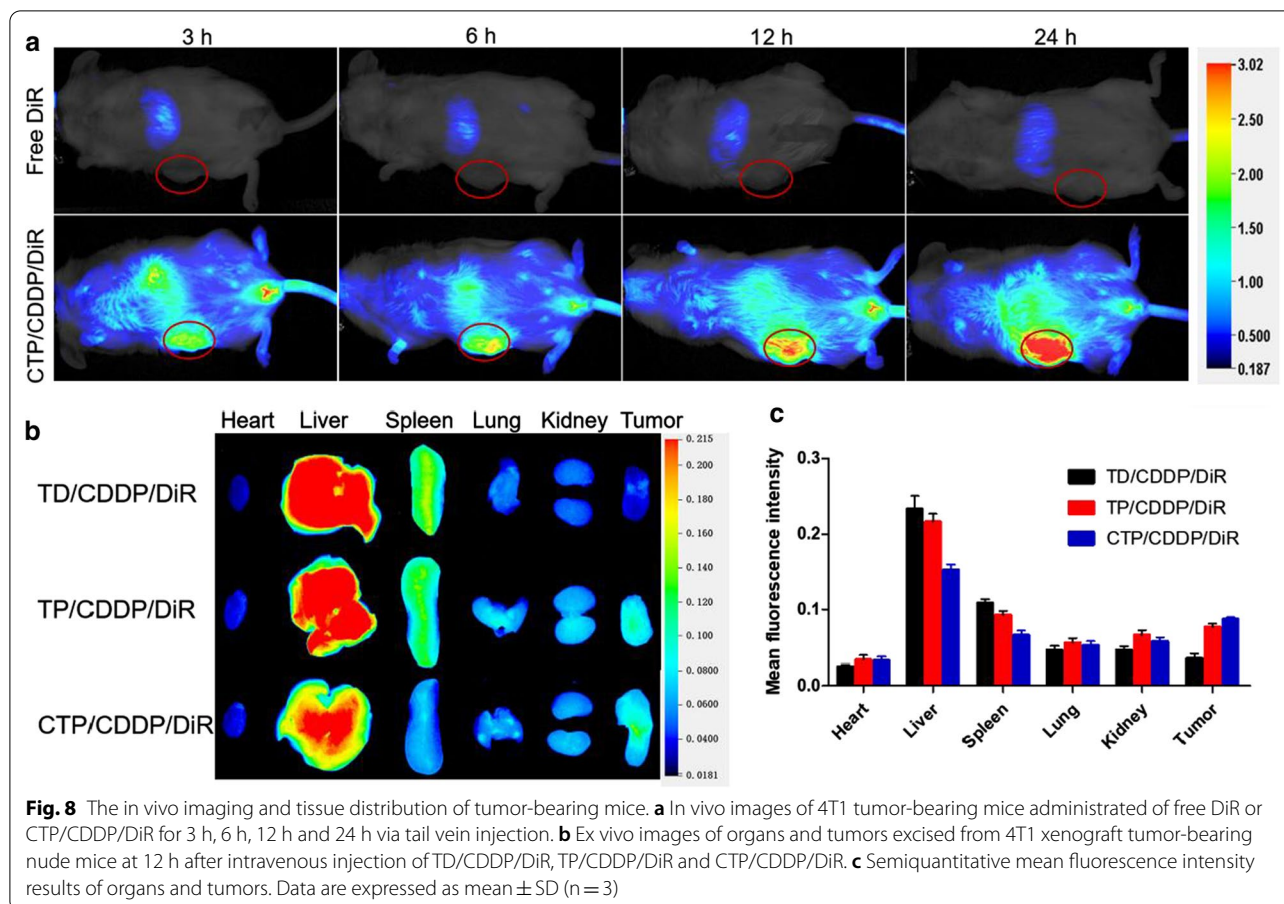 a
3 h 6 h 12 h 24 h
Free DiR
CTP/CDDP/DiR
3.02
2.50
2.00
1.50
1.00
0.500
0.187
b
Heart Liver Spleen Lung Kidney Tumor
TD/CDDP/DiR
TP/CDDP/DiR
CTP/CDDP/DiR
0.215
0.200
0.180
0.160
0.140
0.120
0.100
0.0800
0.0600
0.0400
0.0181
c
Mean fluorescence intensity
0.3
0.2
0.1
0.0
TD/CDDP/DiR
TP/CDDP/DiR
CTP/CDDP/DiR
Heart
Liver
Spleen
Lung
Kidney
Tumor
Fig. 8 The in vivo imaging and tissue distribution of tumor-bearing mice. a In vivo images of 4T1 tumor-bearing mice administrated of free DiR or
CTP/CDDP/DiR for 3 h, 6 h, 12 h and 24 h via tail vein injection. b Ex vivo images of organs and tumors excised from 4T1 xenograft tumor-bearing
nude mice at 12 h after intravenous injection of TD/CDDP/DiR, TP/CDDP/DiR and CTP/CDDP/DiR. c Semiquantitative mean fluorescence intensity
results of organs and tumors. Data are expressed as mean ± SD (n = 3)